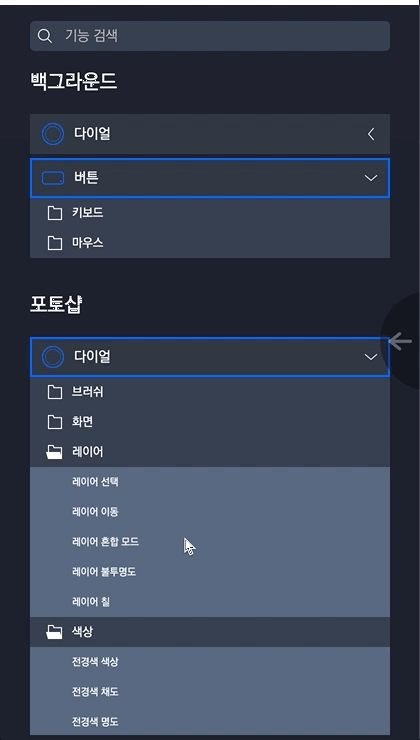 기능 검색
백그라운드
다이얼
버튼
키보드
마우스
포토샵
다이얼
브러쉬
화면
레이어
레이어 선택
레이어 이동
레이어 혼합 모드
레이어 불투명도
레이어 칠
색상
전경색 색상
전경색 채도
전경색 명도